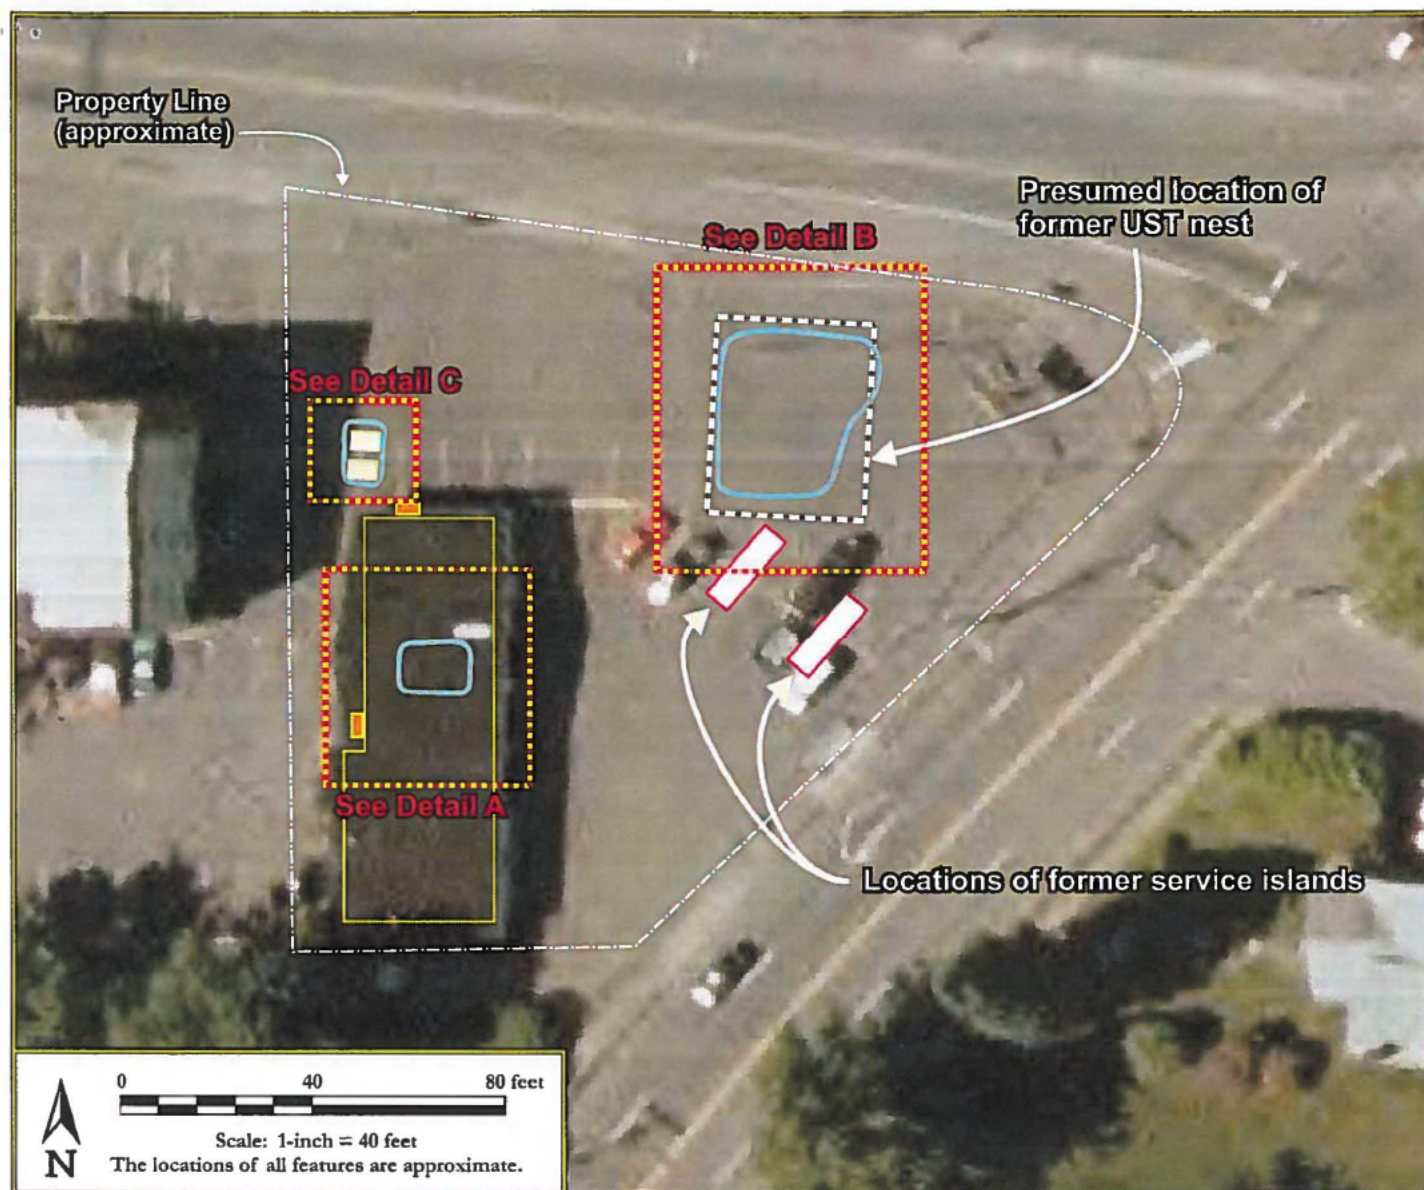 Property Line
(approximate)
Presumed location of
former UST nest
See Detail B
See Detail C
See Detail A
Locations of former service islands
0 40 80 feet
Scale: 1-inch = 40 feet
The locations of all features are approximate.
N